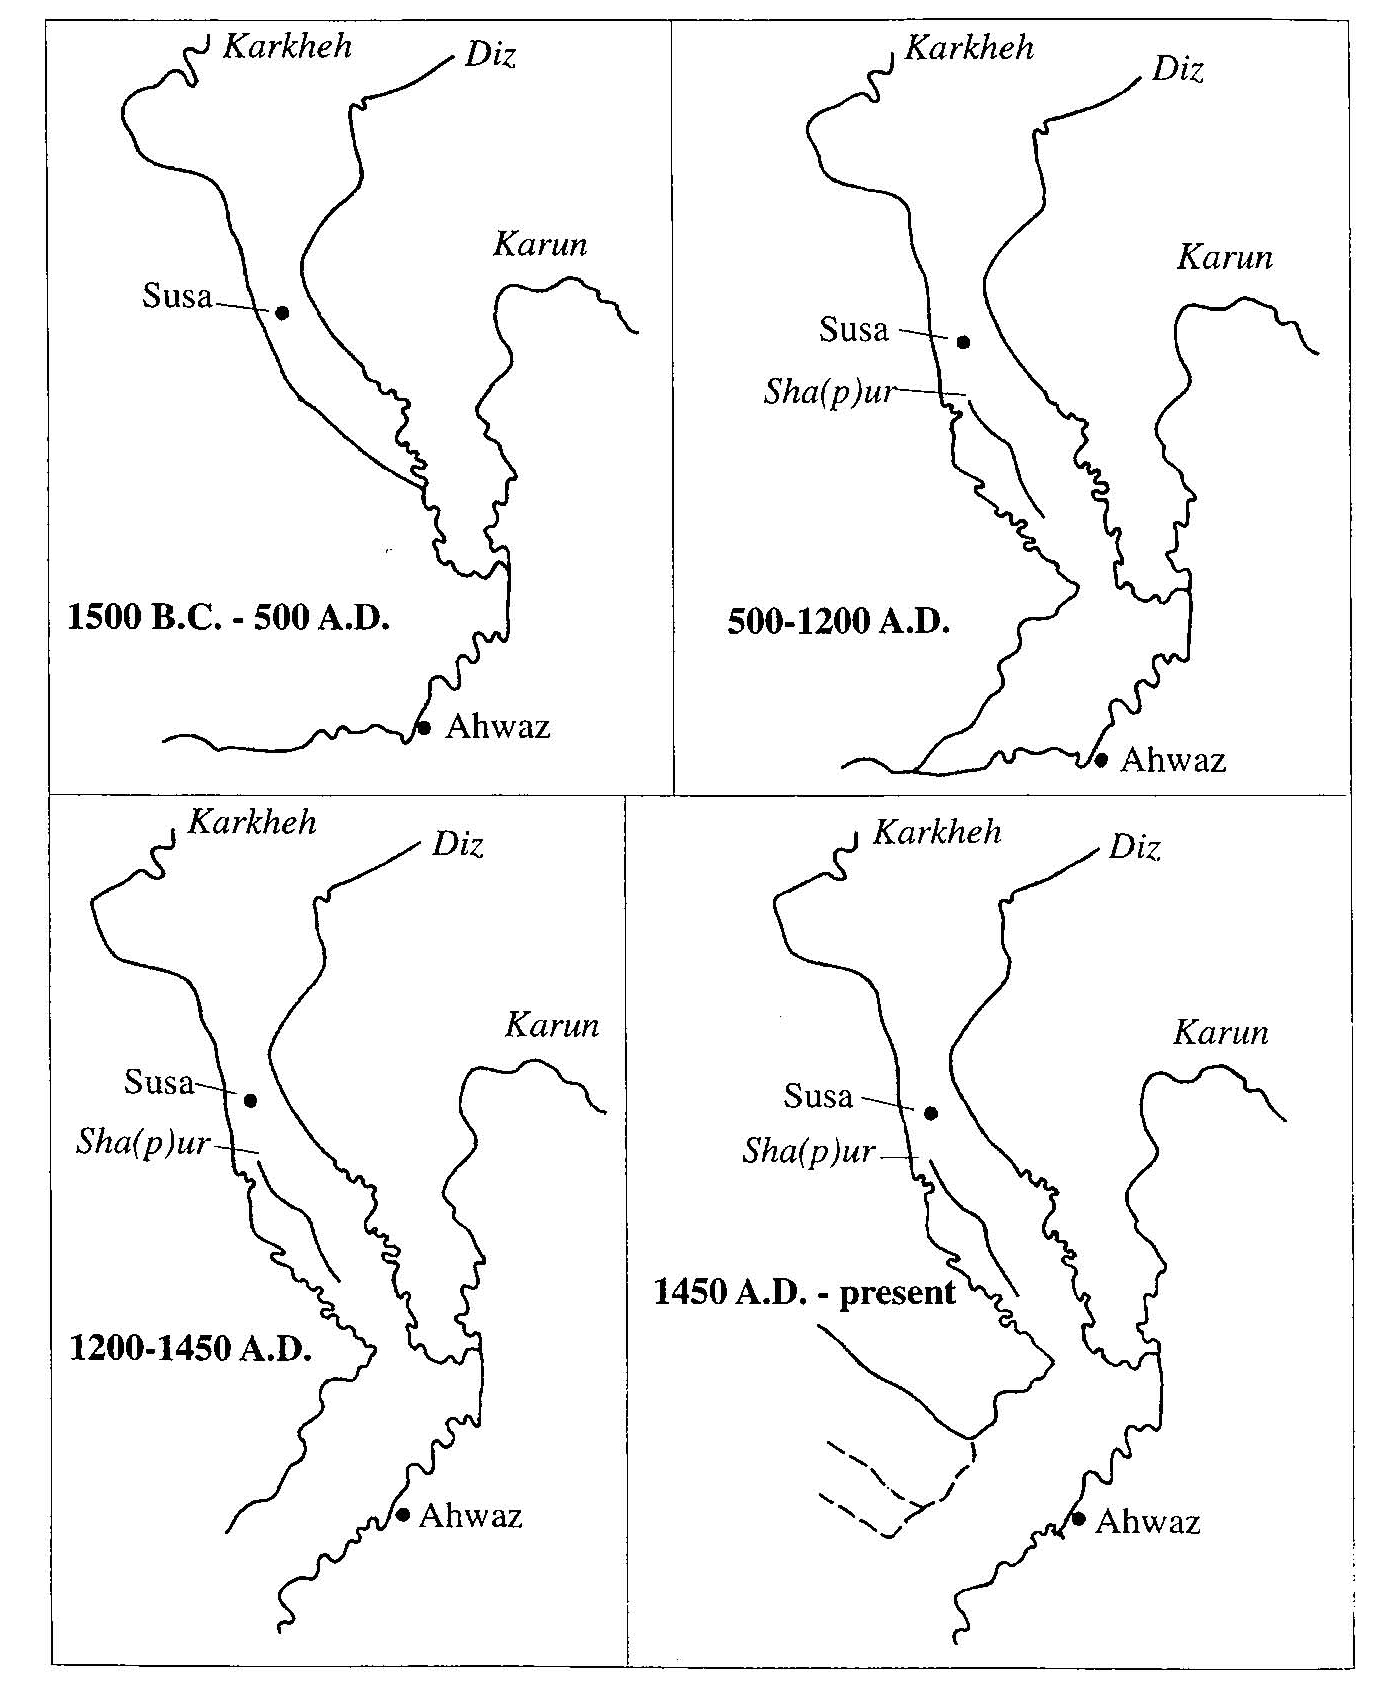 Karkheh
Diz
Karun
Susa
1500 B.C. - 500 A.D.
Ahwaz
Karkheh
Diz
Karun
Susa
Sha(p)ur
500-1200 A.D.
Ahwaz
Karkheh
Diz
Karun
Susa
Sha(p)ur
1200-1450 A.D.
Ahwaz
Karkheh
Diz
Karun
Susa
Sha(p)ur
1450 A.D. - present
Ahwaz